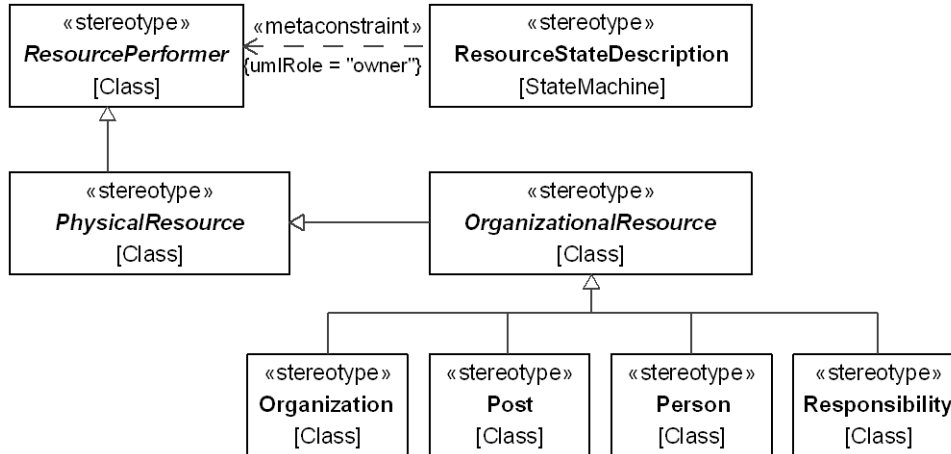 «stereotype»
ResourcePerformer
[Class]
«metaconstraint»
{umlRole = "owner"}
«stereotype»
ResourceStateDescription
[StateMachine]
«stereotype»
PhysicalResource
[Class]
«stereotype»
OrganizationalResource
[Class]
«stereotype»
Organization
[Class]
«stereotype»
Post
[Class]
«stereotype»
Person
[Class]
«stereotype»
Responsibility
[Class]